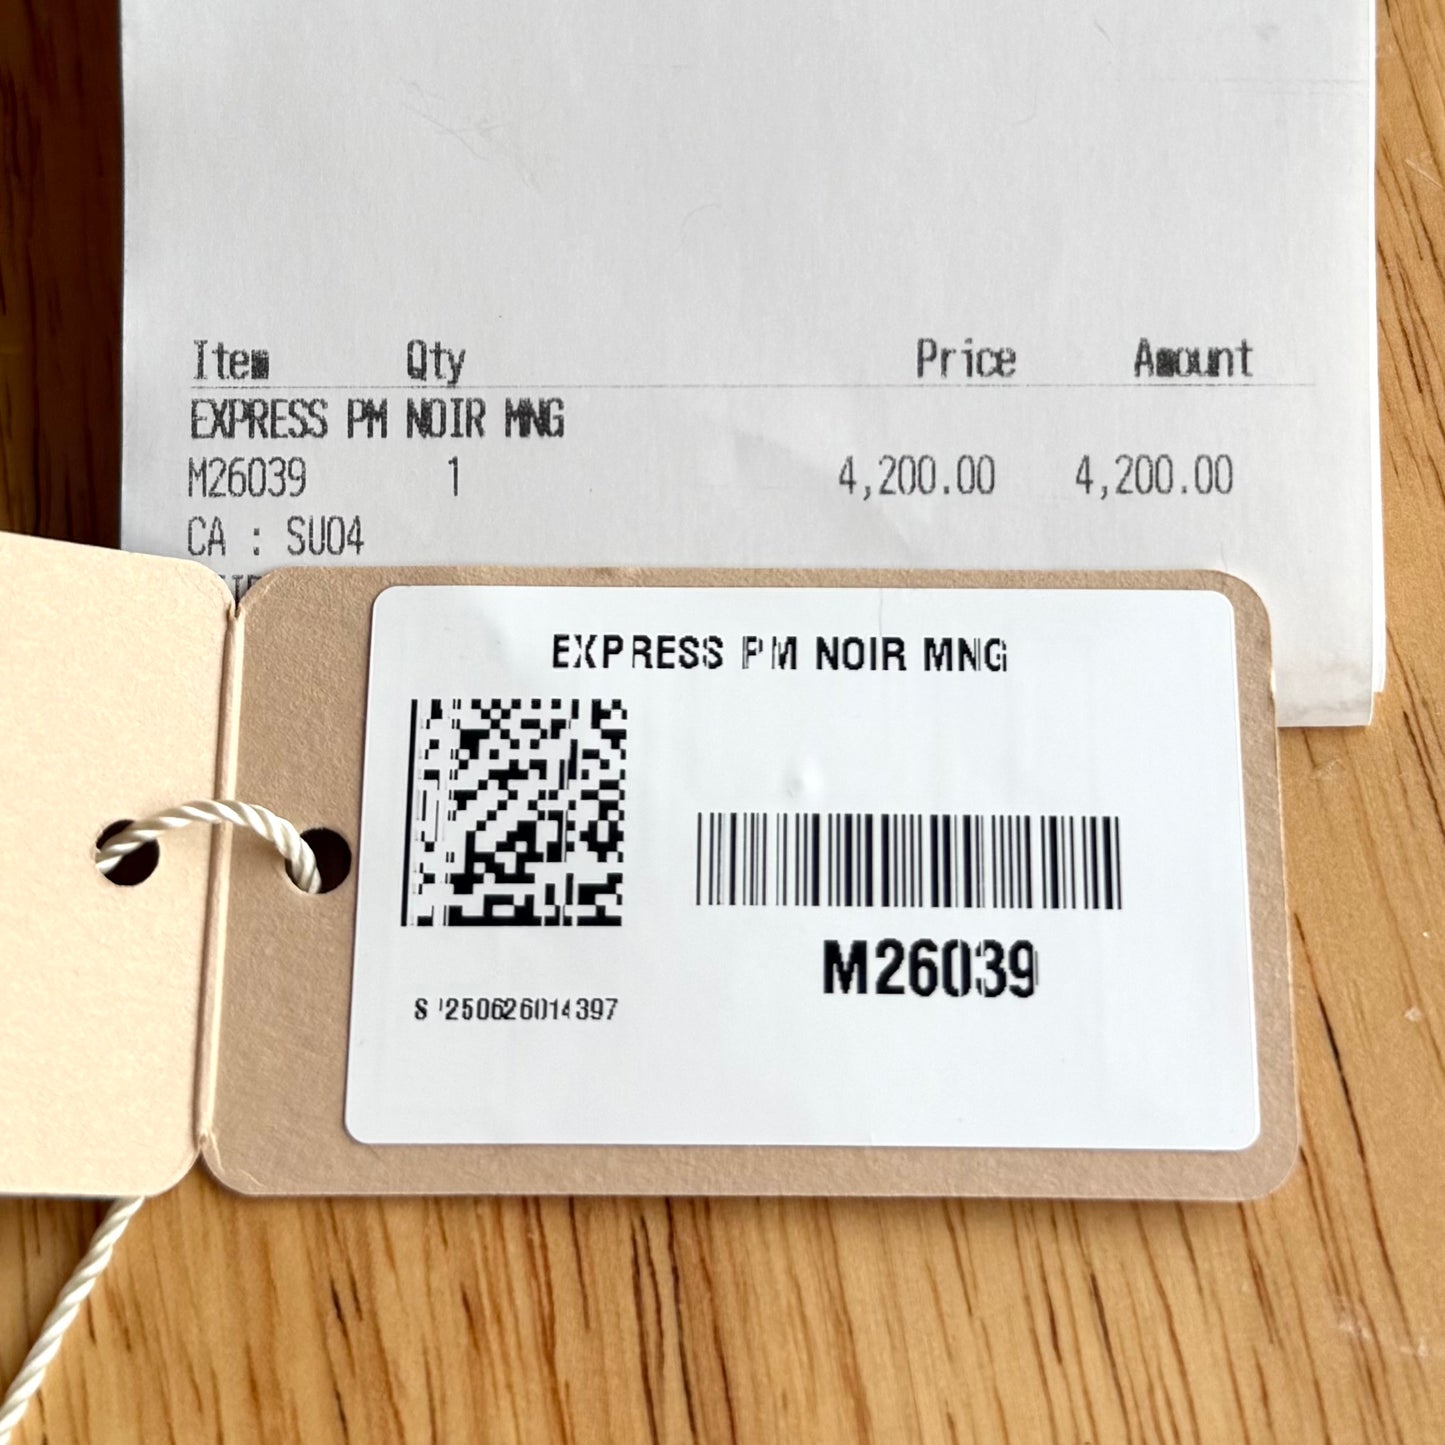 Item Qty Price Amount
EXPRESS PM NOIR MNG
M26039 1 4,200.00 4,200.00
CA : SU04
EXPRESS PM NOIR MNG
M26039